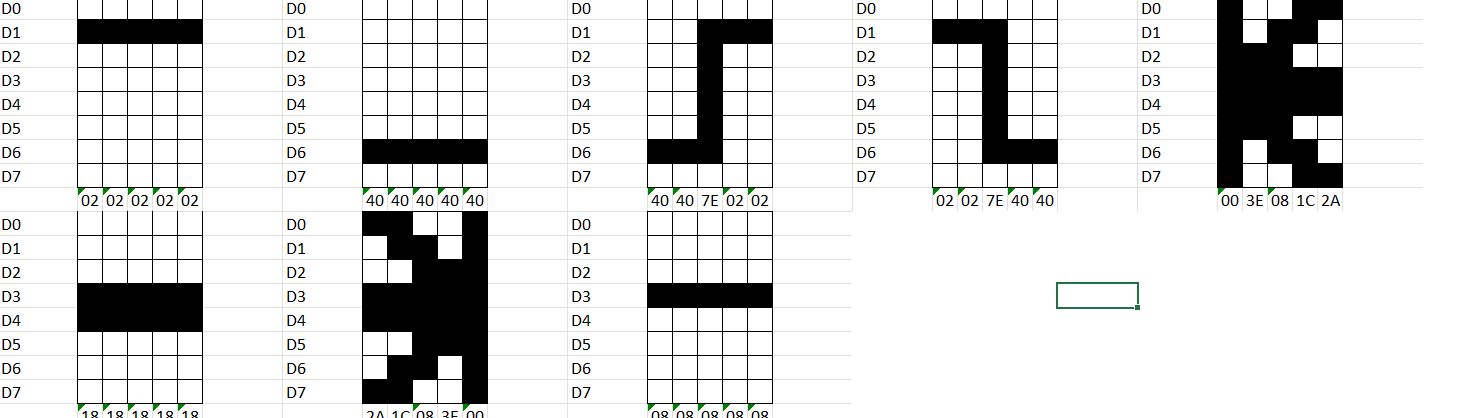 D0 D0 D0 D0 D0
D1 D1 D1 D1 D1
D2 D2 D2 D2 D2
D3 D3 D3 D3 D3
D4 D4 D4 D4 D4
D5 D5 D5 D5 D5
D6 D6 D6 D6 D6
D7 D7 D7 D7 D7
02 02 02 02 02 40 40 40 40 40 40 40 7E 02 02 02 02 7E 40 40 00 3E 08 1C 2A
D0 D0 D0
D1 D1 D1
D2 D2 D2
D3 D3 D3
D4 D4 D4
D5 D5 D5
D6 D6 D6
D7 D7 D7
18 18 18 18 18 2A 1C 08 3E 00 08 08 08 08 08